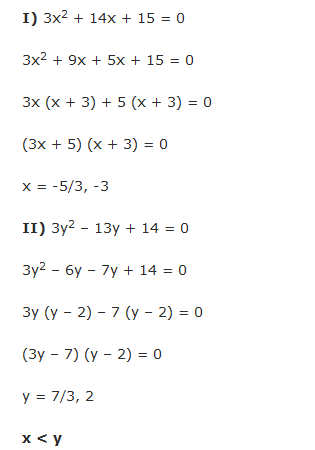 I) 3x² + 14x + 15 = 0
3x² + 9x + 5x + 15 = 0
3x (x + 3) + 5 (x + 3) = 0
(3x + 5) (x + 3) = 0
x = -5/3, -3
II) 3y² – 13y + 14 = 0
3y² – 6y – 7y + 14 = 0
3y (y – 2) – 7 (y – 2) = 0
(3y – 7) (y – 2) = 0
y = 7/3, 2
x < y